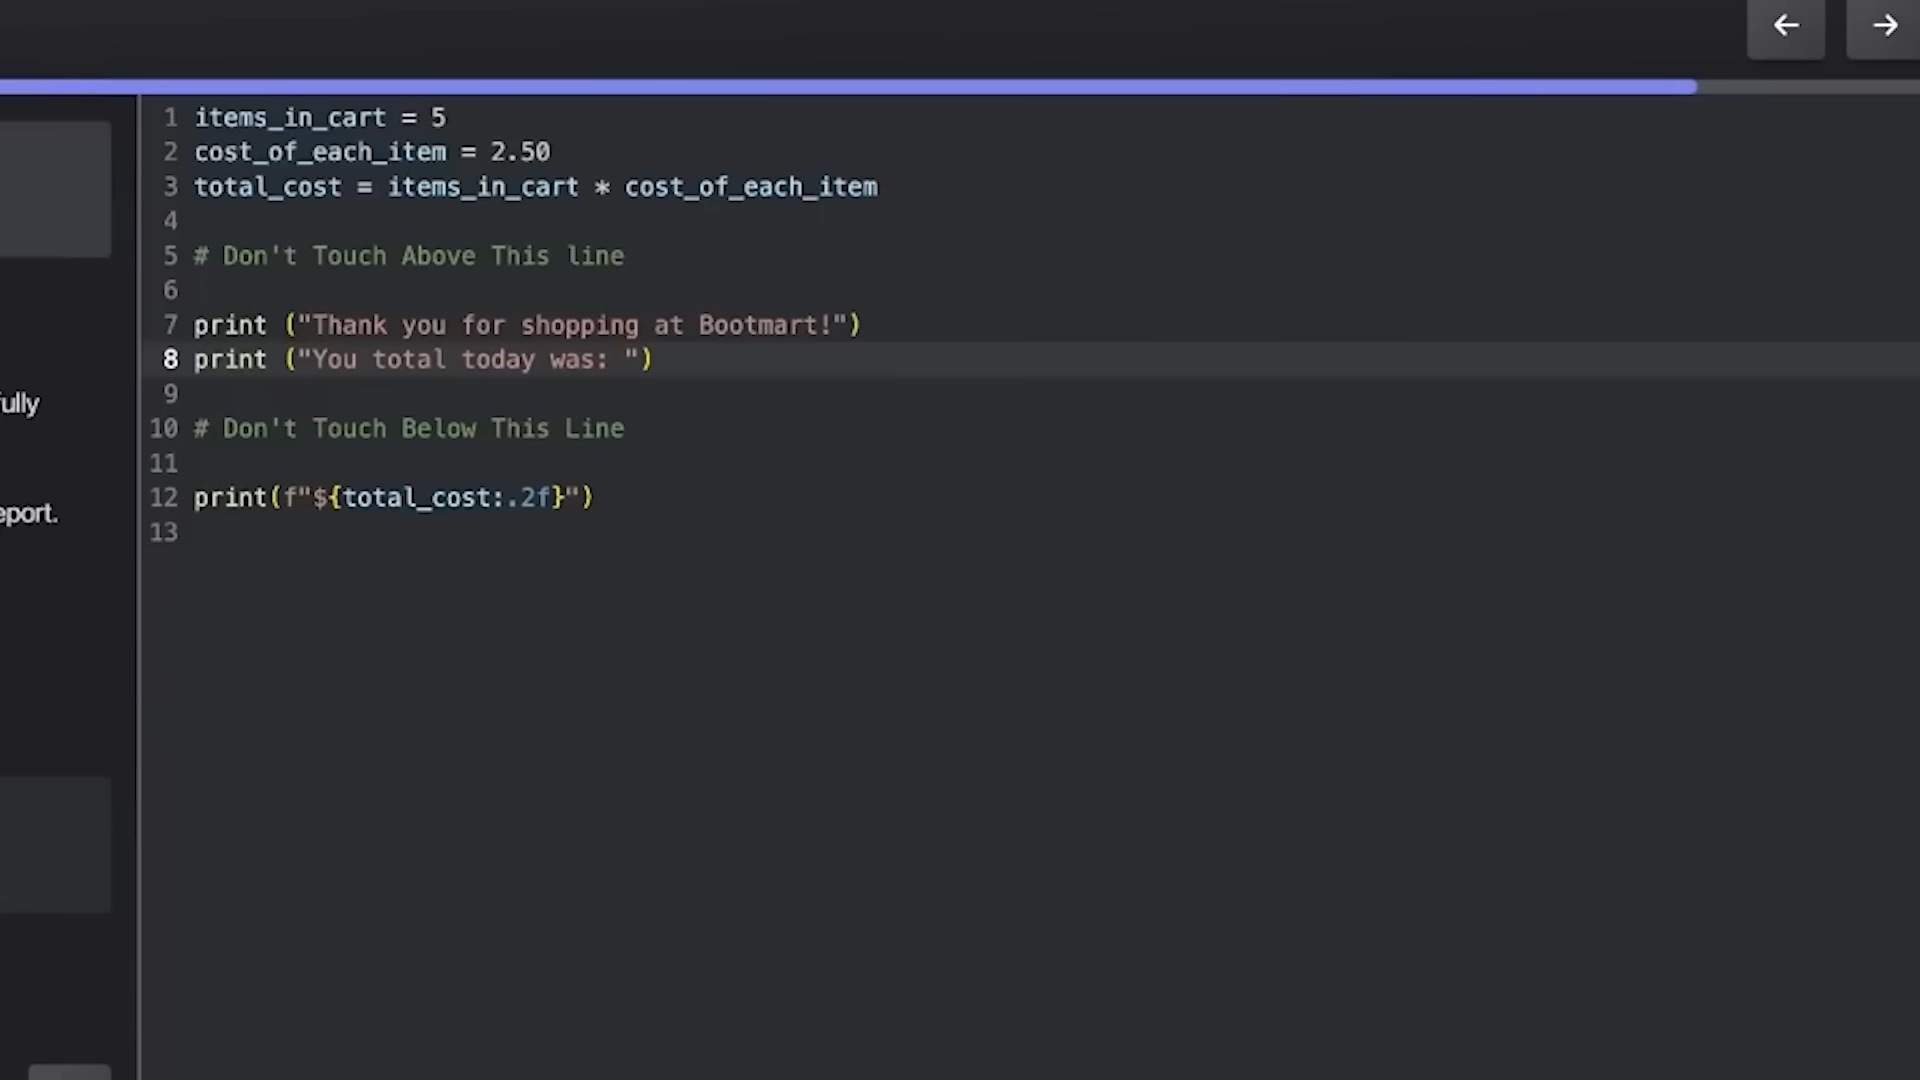 1 items_in_cart = 5
2 cost_of_each_item = 2.50
3 total_cost = items_in_cart * cost_of_each_item
4
5 # Don't Touch Above This line
6
7 print ("Thank you for shopping at Bootmart!")
8 print ("You total today was: ")
9
10 # Don't Touch Below This Line
11
12 print(f"${total_cost:.2f}")
13